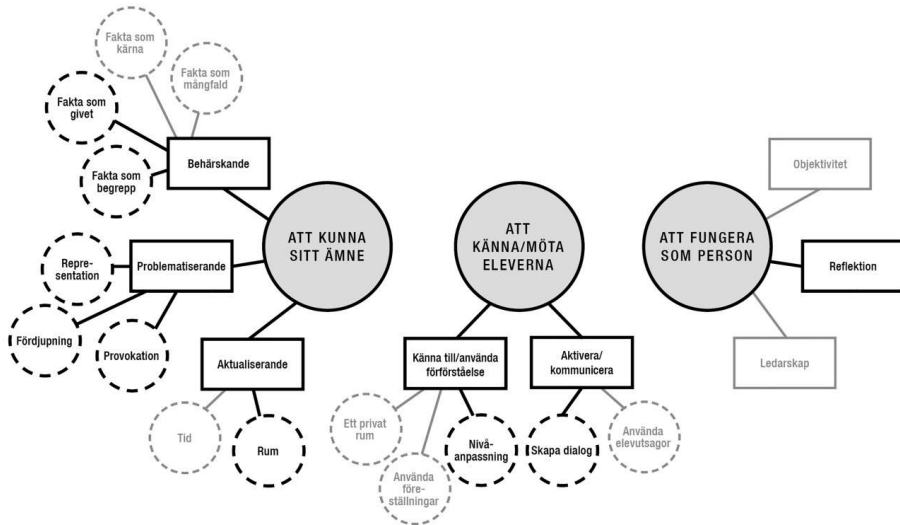 Fakta som
kärna
Fakta som
mångfald
Fakta som
givet
Fakta som
begrepp
Behärskande
ATT KUNNA
SITT ÄMNE
Repre-
sentation
Problematiserande
Fördjupning
Provokation
Aktualiserande
Tid
Rum
ATT
KÄNNA/MÖTA
ELEVERNA
Känna till/använda
förförståelse
Aktivera/
kommunicera
Ett privat
rum
Använda
före-
ställningar
Nivå-
anpassning
Skapa dialog
Använda
elevutsagor
ATT FUNGERA
SOM PERSON
Objektivitet
Reflektion
Ledarskap